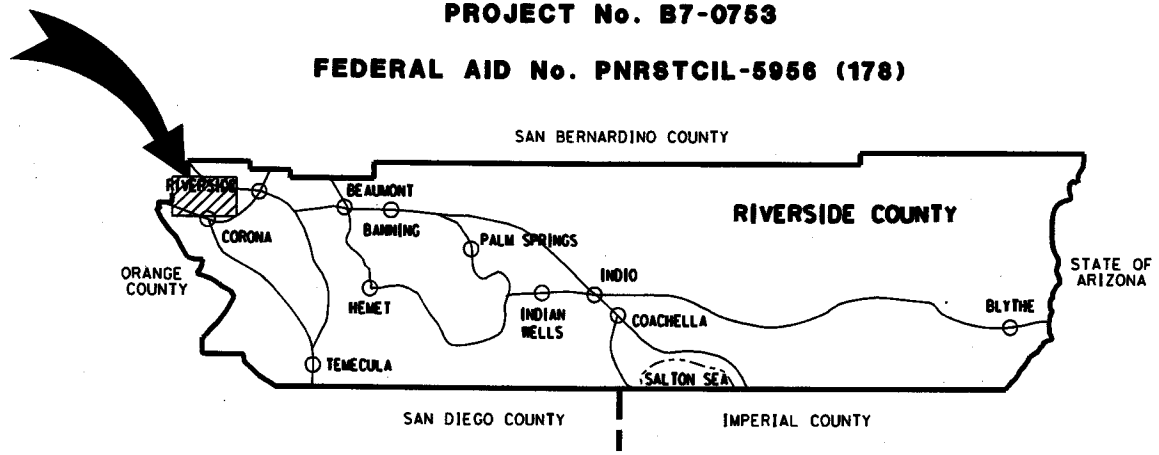 PROJECT No. B7-0753
FEDERAL AID No. PNRSTCIL-5956 (178)
SAN BERNARDINO COUNTY
RIVERSIDE
BEAUMONT
BANNING
RIVERSIDE COUNTY
CORONA
PALM SPRINGS
ORANGE
COUNTY
STATE OF
ARIZONA
HEMET
INDIO
INDIAN
WELLS
COACHELLA
BLYTHE
TEMECULA
SALTON SEA
SAN DIEGO COUNTY
IMPERIAL COUNTY